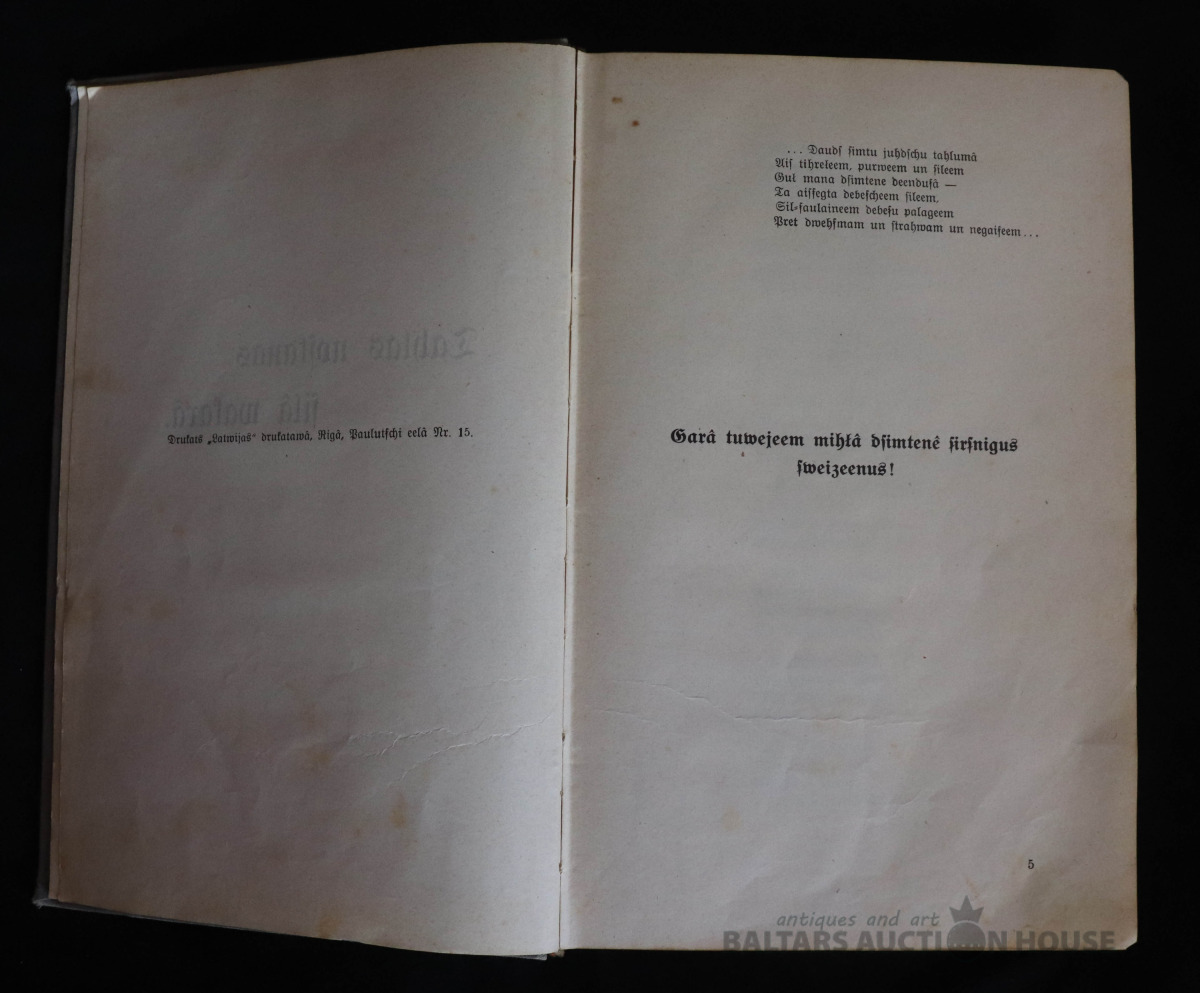 Drukats „Latwijas“ drukatawâ, Rigâ, Paulutſchi eelâ Nr. 15.
... Daudſ ſimtu juhdſchu tahlumâ
Aiſ tihreleem, purweem un ſileem
Guł mana dſimtene deenduſâ —
Ta aiſſegta debeſcheem ſileem,
Sil-ſaulaineem debeſu palageem
Pret dwehſmam un ſtrahwam un negaiſeem...
Garâ tuwejeem mihłâ dſimtenê ſirſnigus
ſweizeenus!
5
antiques and art
BALTARS AUCTION HOUSE